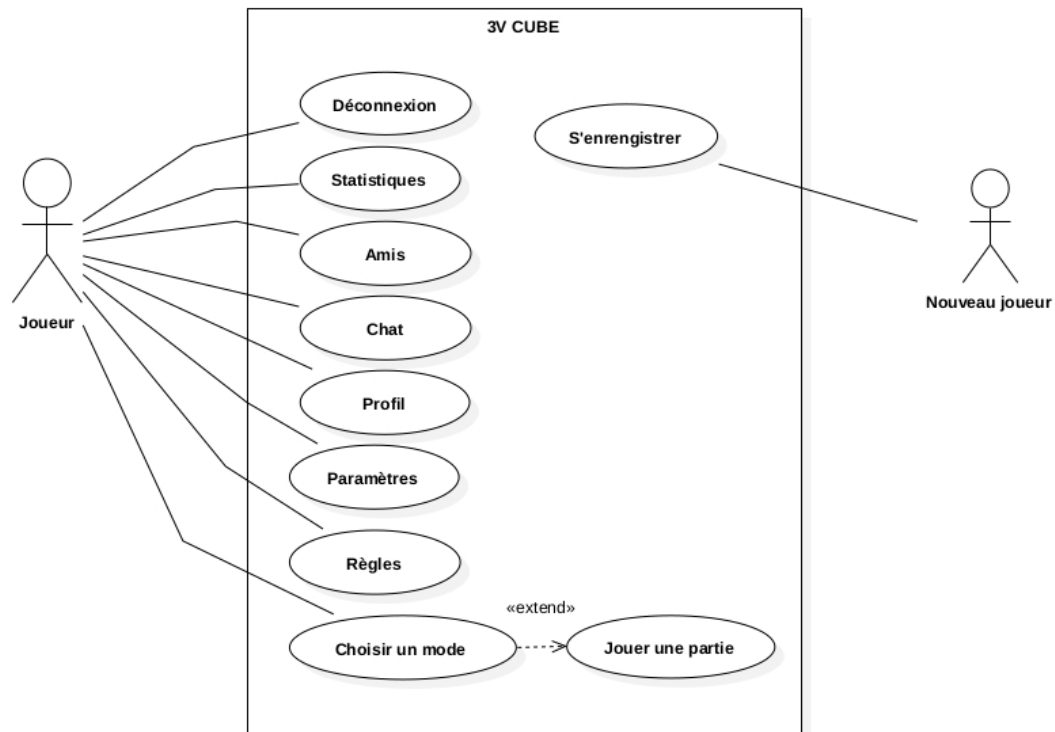 3V CUBE
Déconnexion
S'enrengistrer
Statistiques
Amis
Joueur
Nouveau joueur
Chat
Profil
Paramètres
Règles
«extend»
Choisir un mode
Jouer une partie